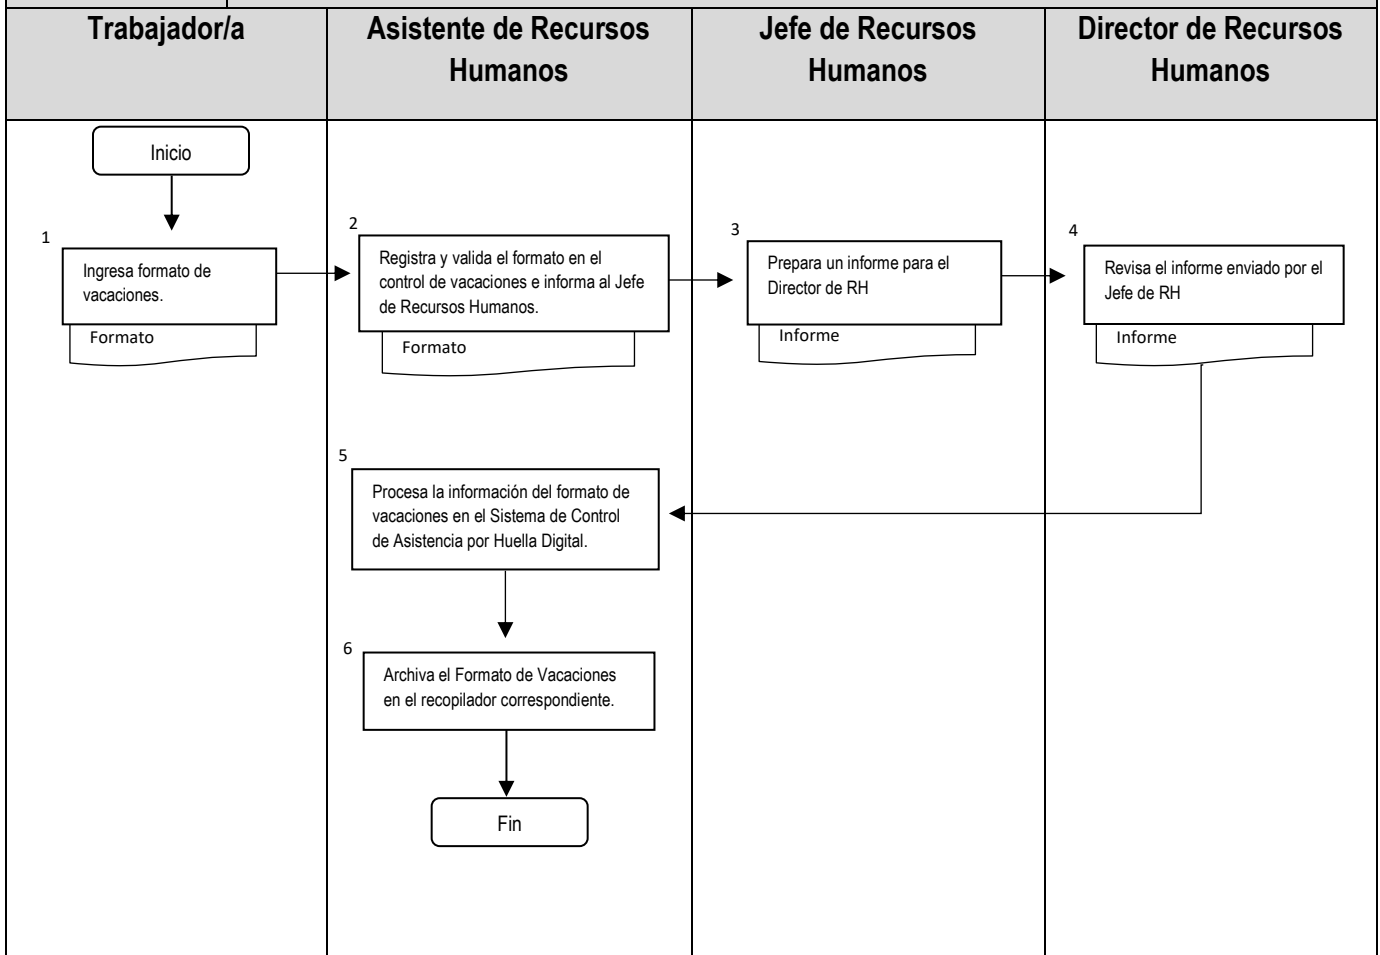 Trabajador/a
Asistente de Recursos
Humanos
Jefe de Recursos
Humanos
Director de Recursos
Humanos
Inicio
1
Ingresa formato de
vacaciones.
Formato
2
Registra y valida el formato en el
control de vacaciones e informa al Jefe
de Recursos Humanos.
Formato
3
Prepara un informe para el
Director de RH
Informe
4
Revisa el informe enviado por el
Jefe de RH
Informe
5
Procesa la información del formato de
vacaciones en el Sistema de Control
de Asistencia por Huella Digital.
6
Archiva el Formato de Vacaciones
en el recopilador correspondiente.
Fin